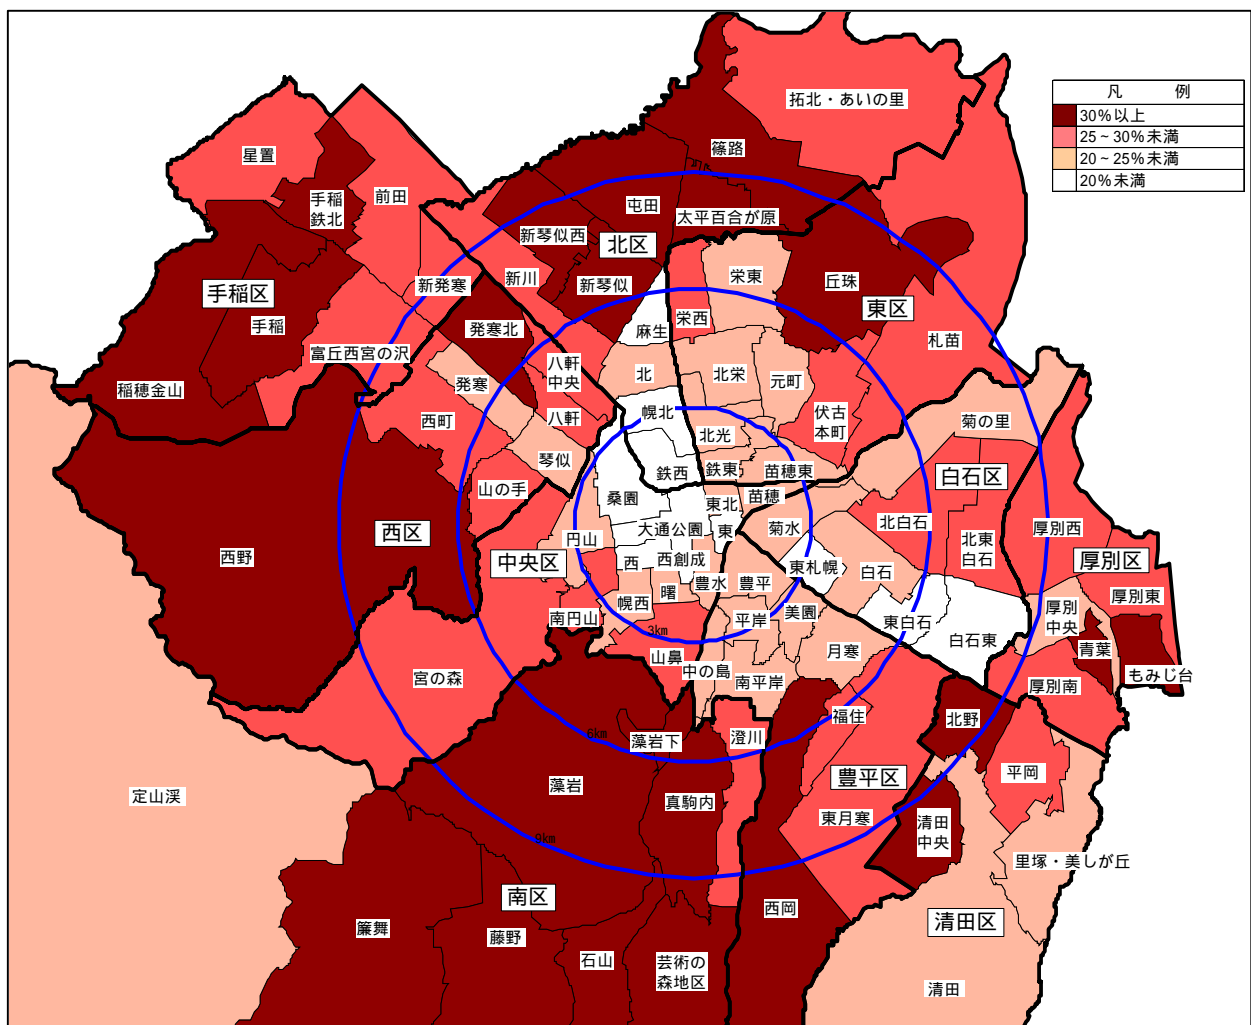 凡　例
30%以上
25~30%未満
20~25%未満
20%未満
拓北・あいの里
篠路
星置
手稲
鉄北
前田
屯田
太平百合が原
新琴似西
北区
新琴似
栄東
丘珠
東区
手稲区
手稲
新発寒
新川
発寒北
麻生
栄西
札苗
富丘西宮の沢
稲穂金山
発寒
八軒
中央
北
北栄
元町
西町
八軒
幌北
伏古
本町
菊の里
琴似
北光
山の手
鉄西
鉄東
苗穂東
白石区
桑園
東北
苗穂
西野
西区
円山
大通公園
東
菊水
北白石
北東
白石
厚別西
厚別区
中央区
西
西創成
東札幌
白石
豊水
豊平
幌西
曙
厚別東
南円山
平岸
美園
東白石
厚別
中央
3km
白石東
青葉
宮の森
山鼻
中の島
南平岸
月寒
厚別南
もみじ台
福住
北野
6km
藻岩下
澄川
定山渓
藻岩
真駒内
豊平区
平岡
東月寒
9km
清田
中央
里塚・美しが丘
南区
西岡
清田区
簾舞
藤野
石山
芸術の
森地区
清田